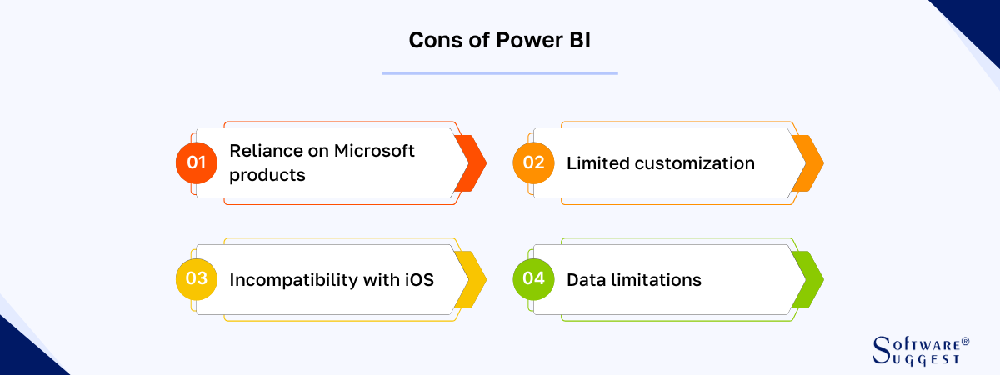 Cons of Power BI
01
Reliance on Microsoft
products
02
Limited customization
03
Incompatibility with iOS
04
Data limitations
SOFTWARE®
SUGGEST